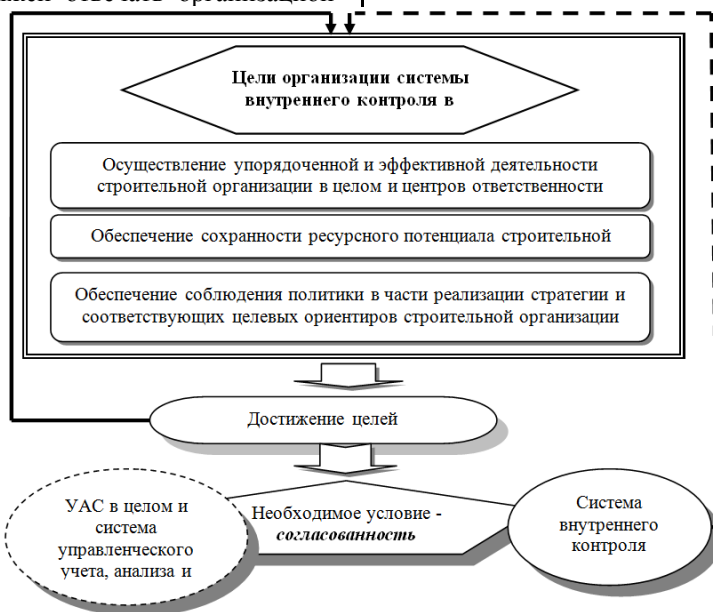 отвечать организацион
Цели организации системы
внутреннего контроля в
Осуществление упорядоченной и эффективной деятельности
строительной организации в целом и центров ответственности
Обеспечение сохранности ресурсного потенциала строительной
Обеспечение соблюдения политики в части реализации стратегии и
соответствующих целевых ориентиров строительной организации
Достижение целей
УАС в целом и
система
управленческого
учета, анализа и
Необходимое условие -
согласованность
Система
внутреннего
контроля